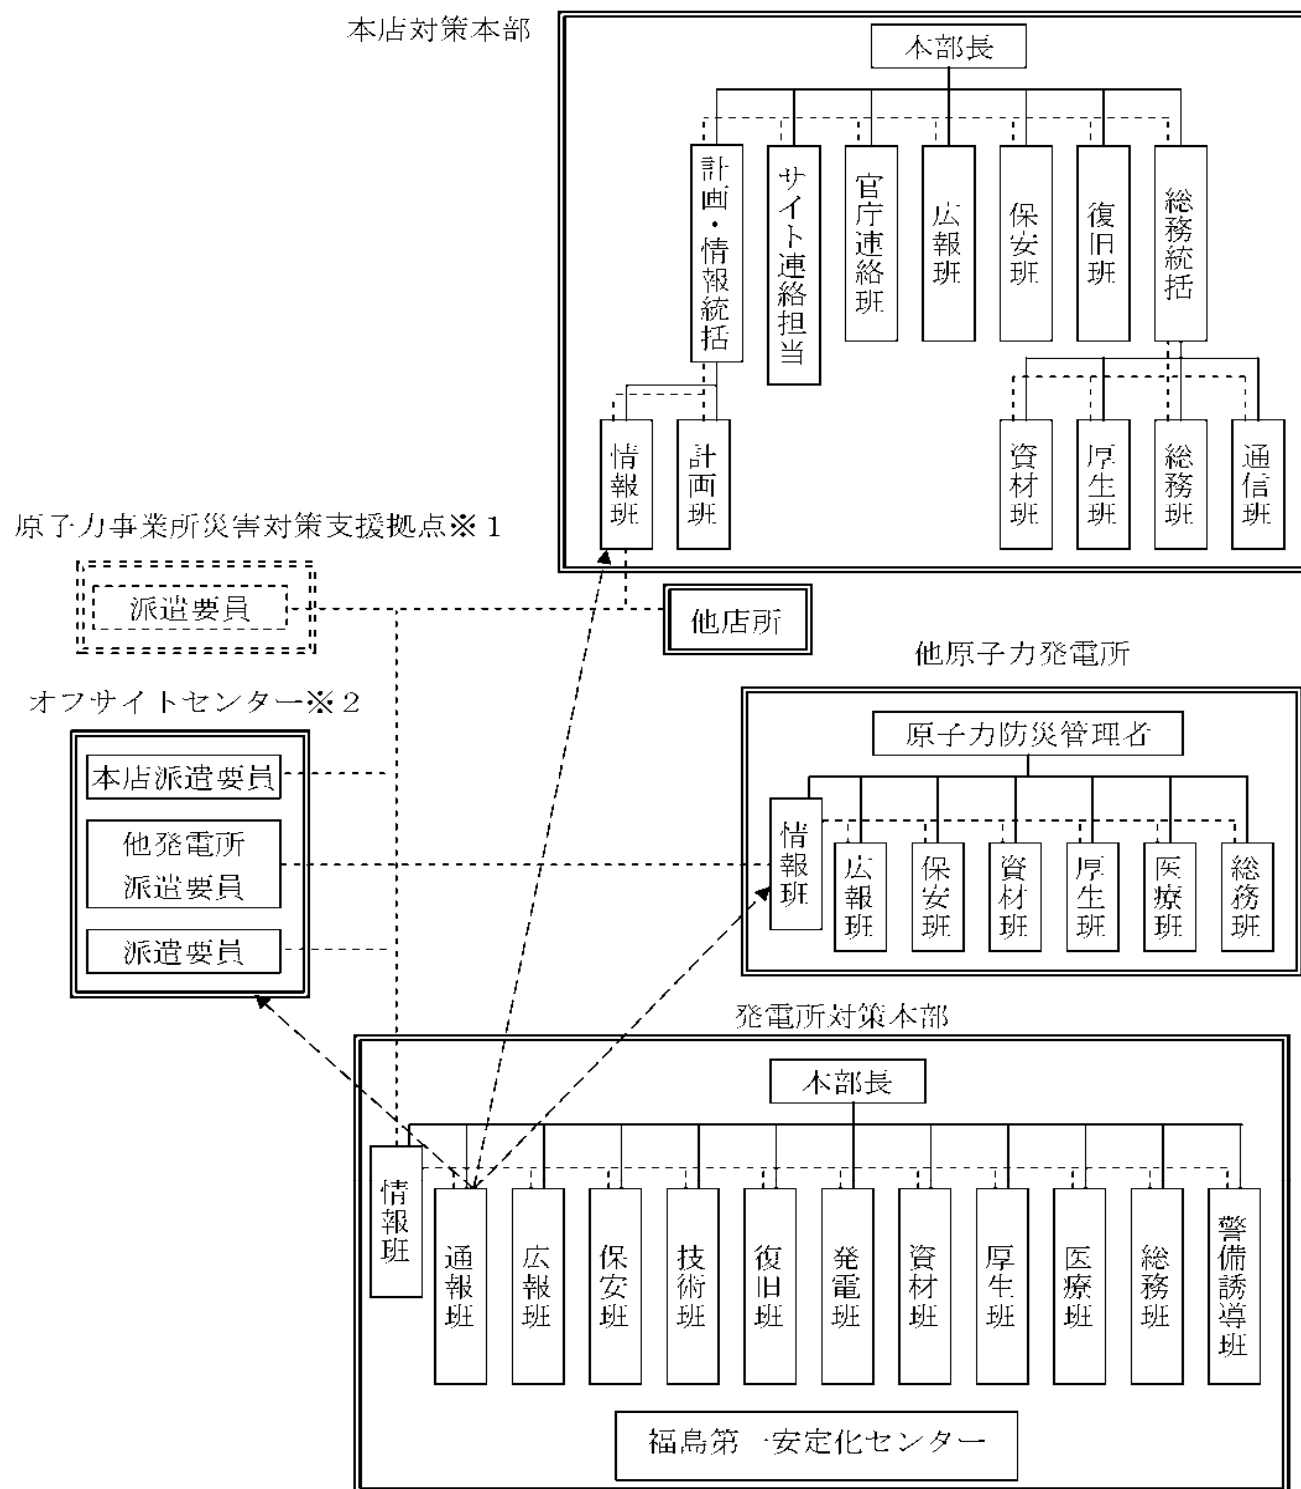 本店対策本部
本部長
計画・情報統括
サイト連絡担当
官庁連絡班
広報班
保安班
復旧班
総務統括
情報班
計画班
資材班
厚生班
総務班
通信班
原子力事業所災害対策支援拠点※1
派遣要員
他店所
他原子力発電所
原子力防災管理者
情報班
広報班
保安班
資材班
厚生班
医療班
総務班
オフサイトセンター※2
本店派遣要員
他発電所
派遣要員
派遣要員
発電所対策本部
本部長
情報班
通報班
広報班
保安班
技術班
復旧班
発電班
資材班
厚生班
医療班
総務班
警備誘導班
福島第一安定化センター